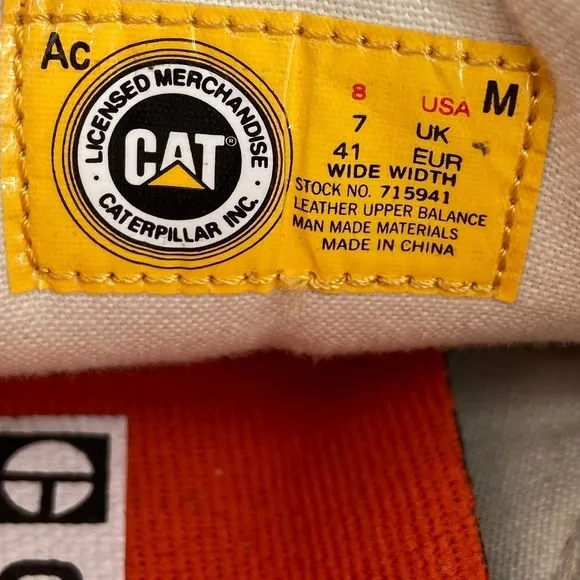 Ac
· LICENSED MERCHANDISE ·
CAT®
CATERPILLAR INC.
M
8 USA
7 UK
41 EUR
WIDE WIDTH
STOCK NO. 715941
LEATHER UPPER BALANCE
MAN MADE MATERIALS
MADE IN CHINA